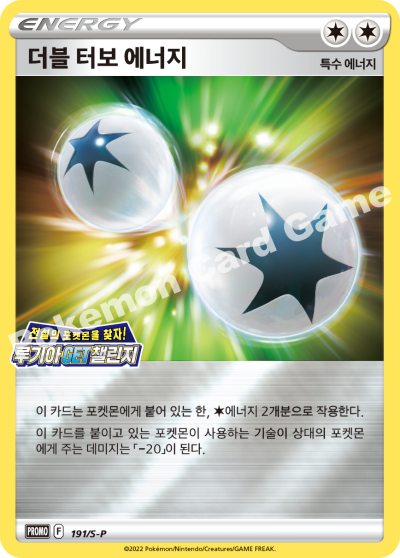 ENERGY
더블 터보 에너지
특수 에너지
Pokémon Card Game
전설의 포켓몬을 찾자!
루기아 GET 챌린지
이 카드는 포켓몬에게 붙어 있는 한, 에너지 2개분으로 작용한다.
이 카드를 붙이고 있는 포켓몬이 사용하는 기술이 상대의 포켓몬
에게 주는 데미지는 「-20」이 된다.
PROMO F 191/S-P
©2022 Pokémon/Nintendo/Creatures/GAME FREAK.